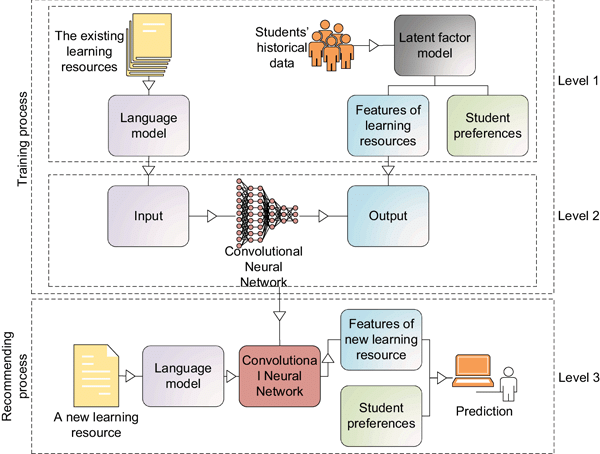 The existing
learning
resources
Students'
historical
data
Latent factor
model
Level 1
Training process
Language
model
Features of
learning
resources
Student
preferences
Input
Convolutional
Neural
Network
Output
Level 2
Recommending
process
A new learning
resource
Language
model
Convolutiona
l Neural
Network
Features of
new learning
resource
Student
preferences
Prediction
Level 3